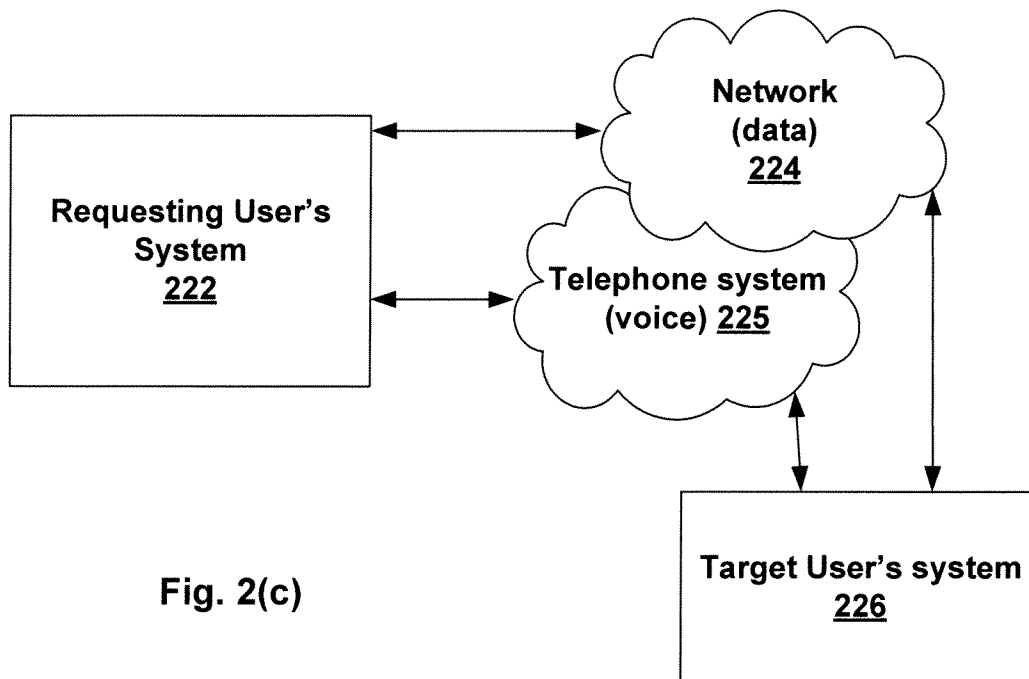 Network
(data)
224
Requesting User's
System
222
Telephone system
(voice) 225
Target User's system
226
Fig. 2(c)